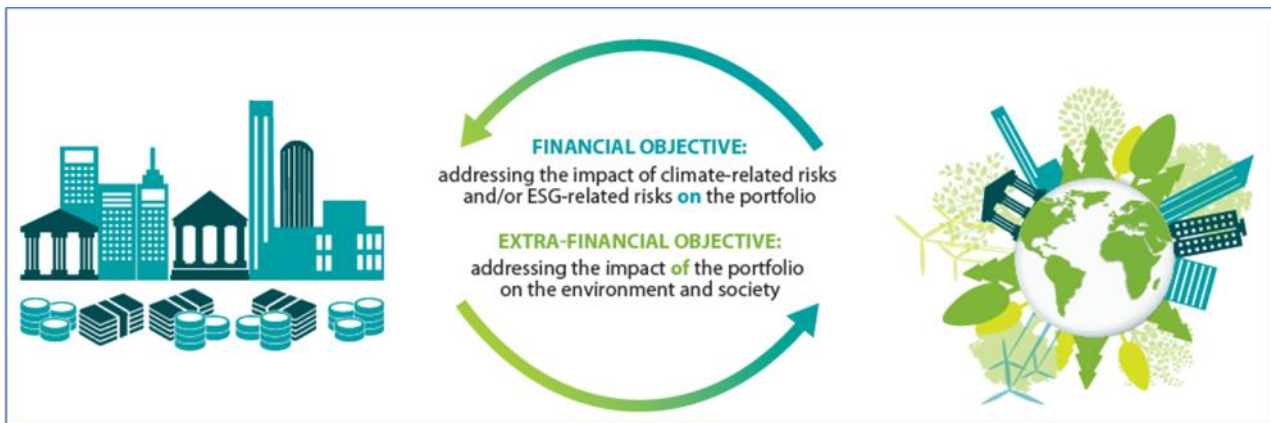 FINANCIAL OBJECTIVE:
addressing the impact of climate-related risks
and/or ESG-related risks on the portfolio
EXTRA-FINANCIAL OBJECTIVE:
addressing the impact of the portfolio
on the environment and society